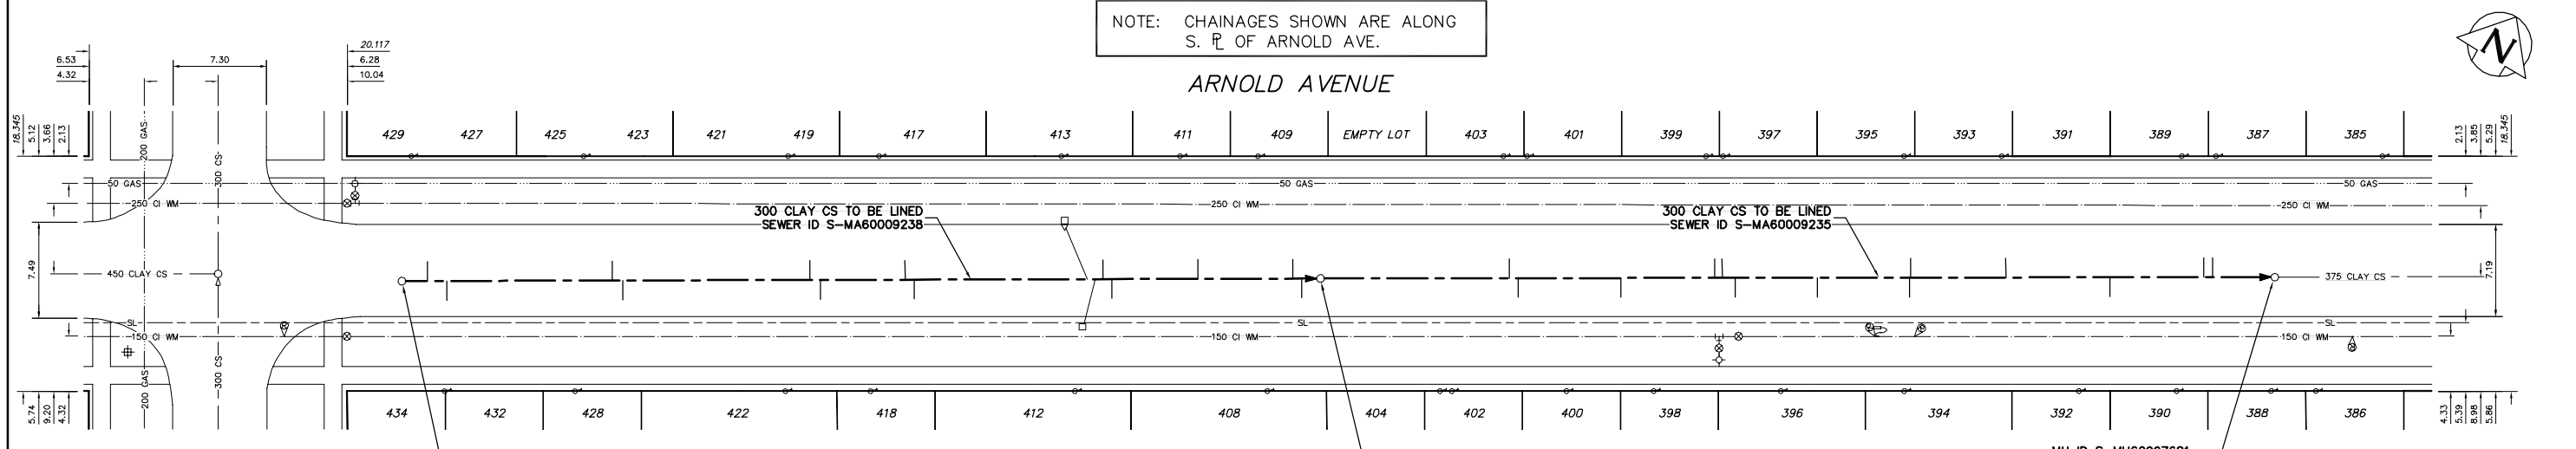 NOTE: CHAINAGES SHOWN ARE ALONG
S. ⅊ OF ARNOLD AVE.
N
ARNOLD AVENUE
20.117
6.53
7.30
6.28
4.32
10.04
18.345
5.12
3.66
2.13
200 GAS
300 CS
429
427
425
423
421
419
417
413
411
409
EMPTY LOT
403
401
399
397
395
393
391
389
387
385
2.13
3.85
5.29
18.345
50 GAS
50 GAS
50 GAS
250 CI WM
250 CI WM
250 CI WM
300 CLAY CS TO BE LINED
SEWER ID S-MA60009238
300 CLAY CS TO BE LINED
SEWER ID S-MA60009235
7.49
450 CLAY CS
375 CLAY CS
7.19
SL
SL
SL
150 CI WM
150 CI WM
150 CI WM
200 GAS
300 CS
5.74
9.20
4.32
434
432
428
422
418
412
408
404
402
400
398
396
394
392
390
388
386
4.33
5.39
8.98
5.86